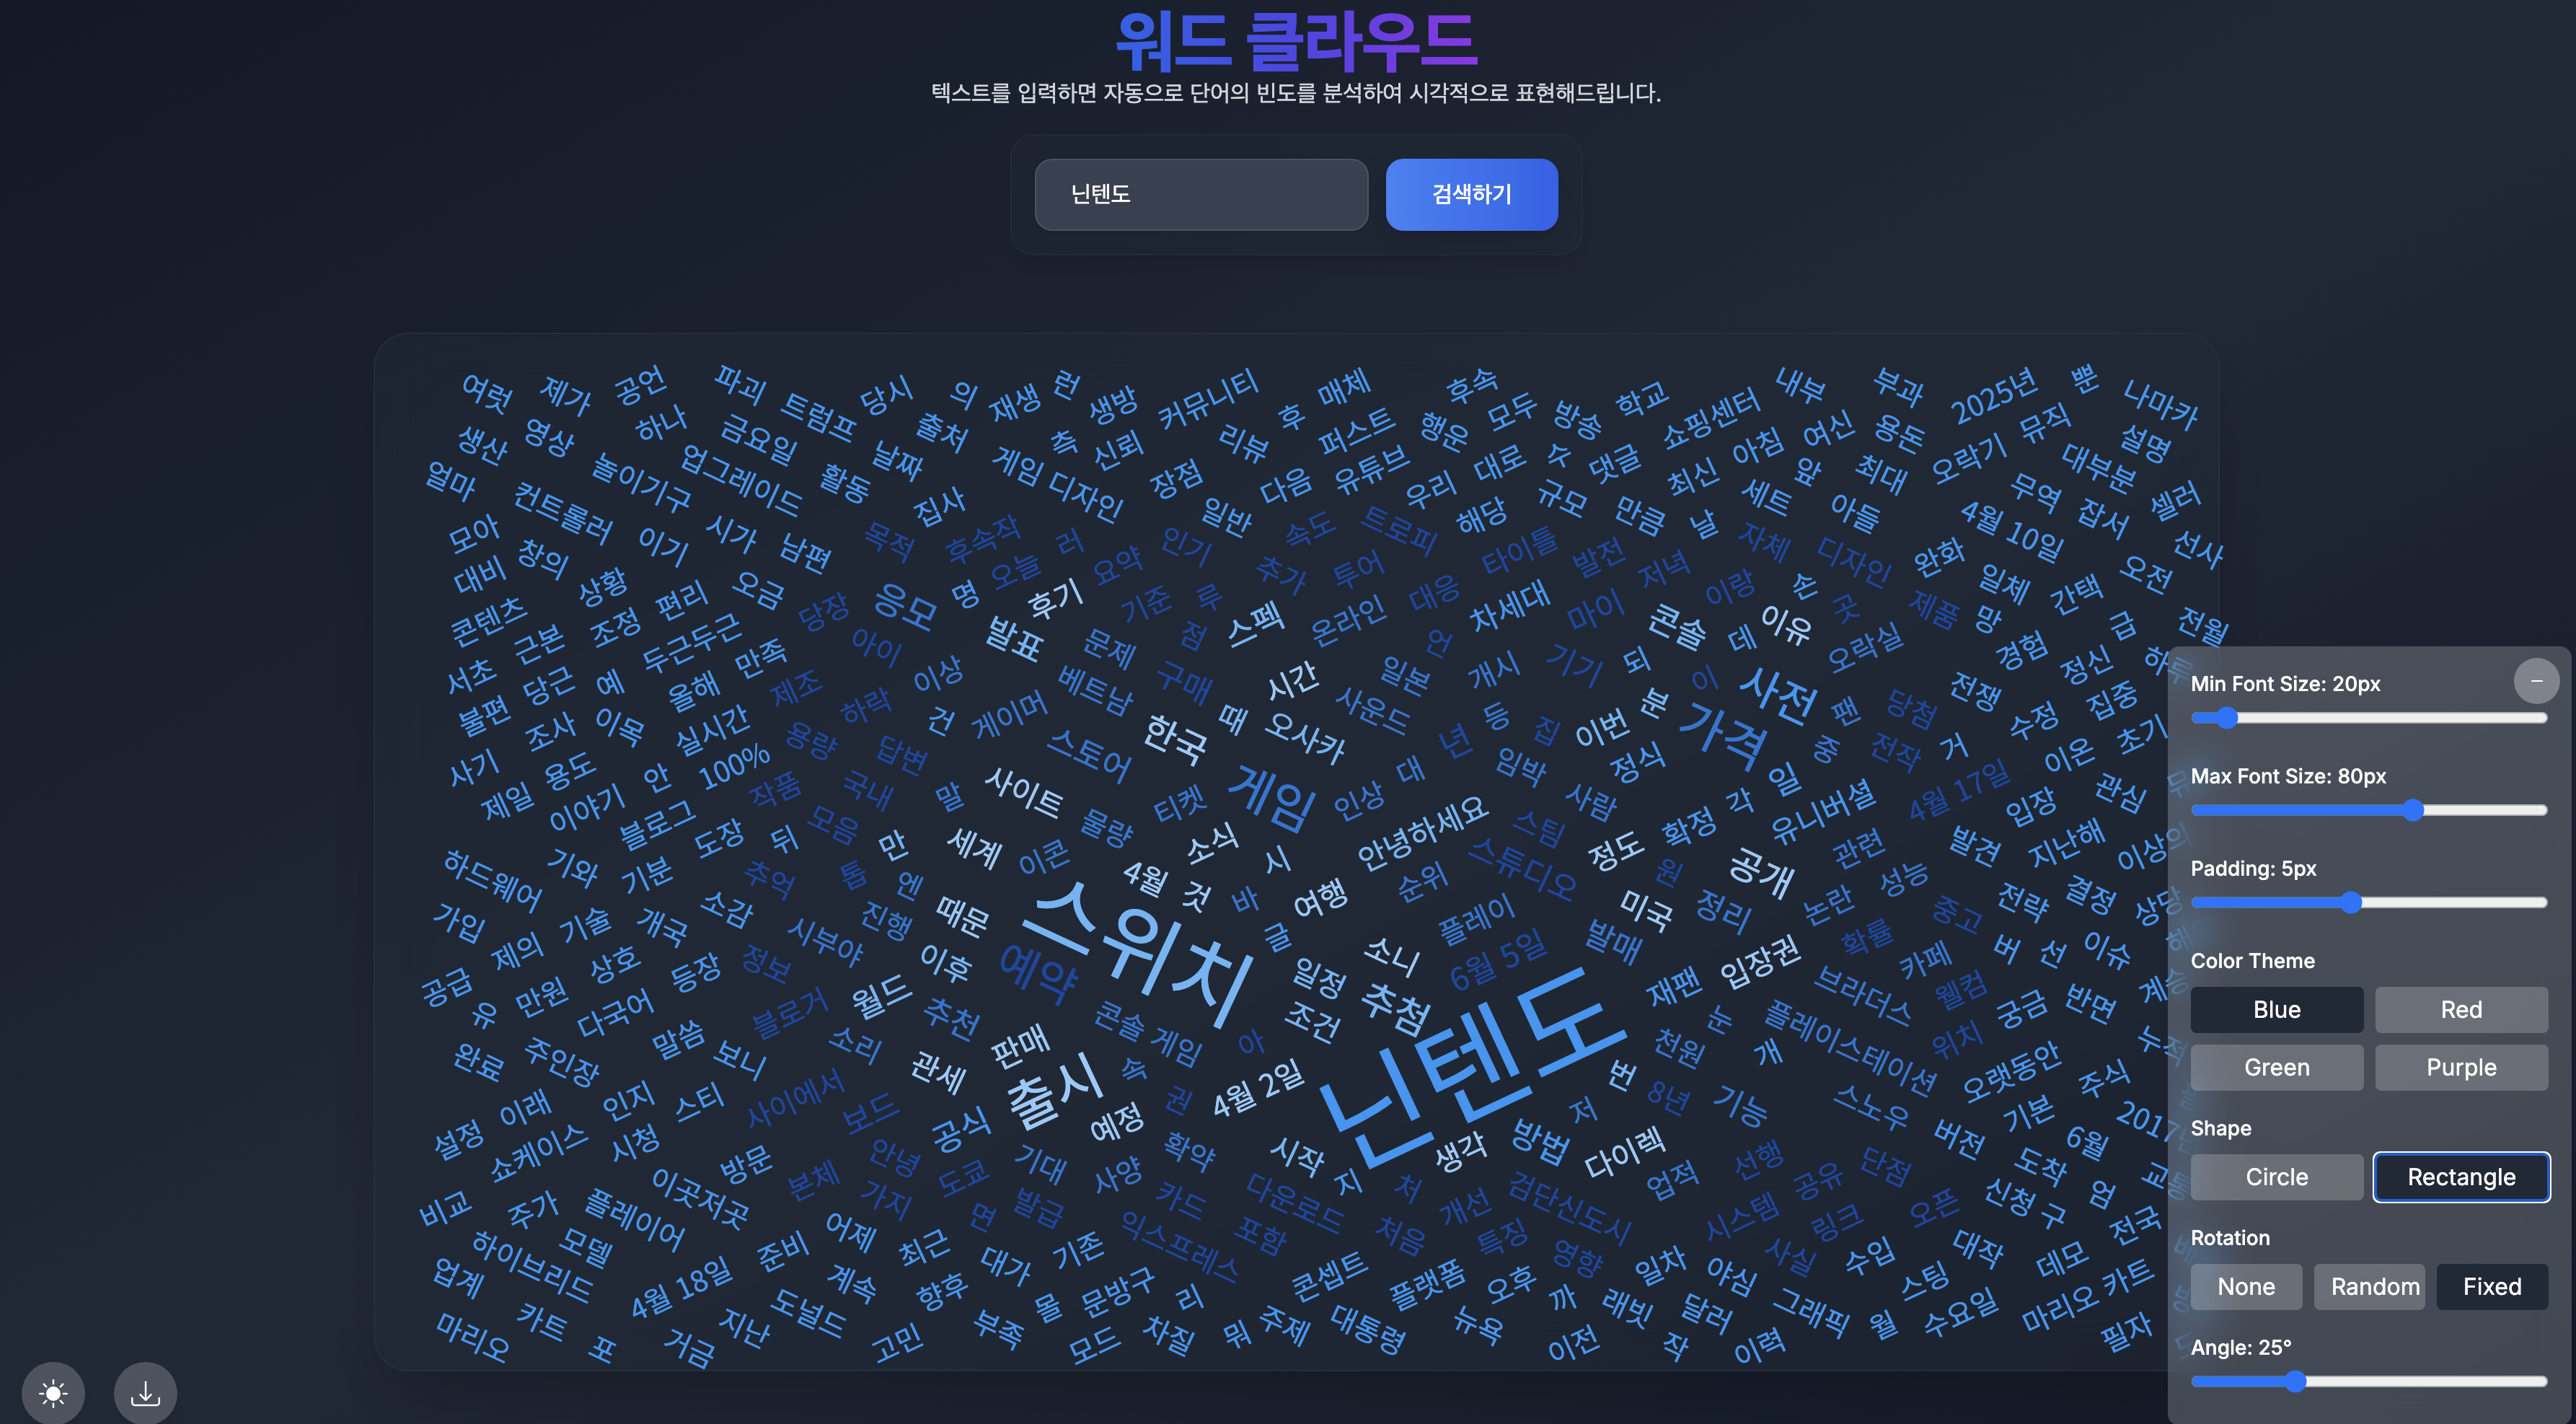 워드 클라우드
텍스트를 입력하면 자동으로 단어의 빈도를 분석하여 시각적으로 표현해드립니다.
닌텐도
검색하기
여럿 제가 공언 파괴 트럼프 당시 의 재생 런 생방 커뮤니티 후 매체 후속 모두 방송 학교 내부 부과 2025년 뿐 나마카
생산 영상 하나 금요일 출처 측 신뢰 리뷰 퍼스트 행운 쇼핑센터 여신 용돈 뮤직 설명
얼마 컨트롤러 놀이기구 업그레이드 활동 날짜 게임 디자인 장점 다음 유튜브 우리 대로 수 댓글 최신 아침 앞 최대 오락기 대부분
모아 창의 이기 시가 남편 집사 일반 해당 규모 만큼 날 세트 아들 무역 잡서 셀러
목적 후속작 러 인기 속도 트로피 타이틀 자체 디자인 4월 10일 선사
대비 상황 오금 오늘 요약 추가 투어 발전 저녁 완화 일체 간택 오전
콘텐츠 근본 조정 편리 당장 응모 명 후기 기준 류 대응 차세대 마이 이랑 손 곳 제품 망 급 전월
서초 당근 예 두근두근 만족 아이 발표 문제 점 스펙 온라인 언 콘솔 데 이유 오락실 경험 정신
불편 조사 이목 올해 제조 하락 이상 베트남 구매 시간 일본 개시 기기 되 이 사전 팬 당첨 전쟁 수정 집중
사기 용도 실시간 용량 답변 건 게이머 한국 때 오사카 사운드 년 등 집 이번 분 가격 중 전작 거 이온 초기
제일 이야기 안 100% 작품 국내 말 사이트 스토어 게임 인상 대 임박 정식 일 4월 17일 입장 관심
블로그 도장 뒤 모음 만 세계 물량 티켓 안녕하세요 스팀 사람 확정 각 유니버셜 발견 지난해 이상의
하드웨어 기와 기분 추억 톱 엔 이콘 소식 시 순위 스튜디오 정도 원 공개 관련 성능 전략 결정
가입 기술 개국 소감 시부야 진행 때문 4월 것 바 여행 플레이 미국 정리 논란 중고
공급 제의 상호 등장 정보 이후 스위치 글 소니 6월 5일 발매 입장권 확률 카페 버 선 이슈
유 만원 다국어 블로거 월드 추천 예약 일정 추첨 재팬 브라더스 웰컴 궁금 반면
완료 주인장 말씀 보니 소리 콘솔 게임 아 조건 닌텐도 천원 눈 개 플레이스테이션 위치 오랫동안
설정 이래 인지 스티 사이에서 보드 관세 판매 출시 속 권 4월 2일 번 8년 기능 스노우 주식
쇼케이스 시청 방문 안녕 공식 예정 확약 시작 생각 방법 저 다이렉 버전 기본 6월
비교 주가 이곳저곳 본체 가지 도쿄 기대 사양 지 처 업적 선행 단점 도착 업
플레이어 면 발급 카드 다운로드 개선 검단신도시 공유 신청 구
하이브리드 모델 준비 어제 최근 기존 익스프레스 포함 처음 특징 시스템 링크 오픈 전국
업계 4월 18일 계속 대가 콘셉트 플랫폼 영향 일차 사실 수입 대작 데모
마리오 카트 포 거금 지난 도널드 향후 부족 몰 문방구 리 오후 까 래빗 야심 달러 그래픽 스팅 마리오 카트
고민 모드 차질 뭐 주제 대통령 뉴욕 이전 작 이력 월 수요일 필자
Min Font Size: 20px
Max Font Size: 80px
Padding: 5px
Color Theme
Blue Red
Green Purple
Shape
Circle Rectangle
Rotation
None Random Fixed
Angle: 25°